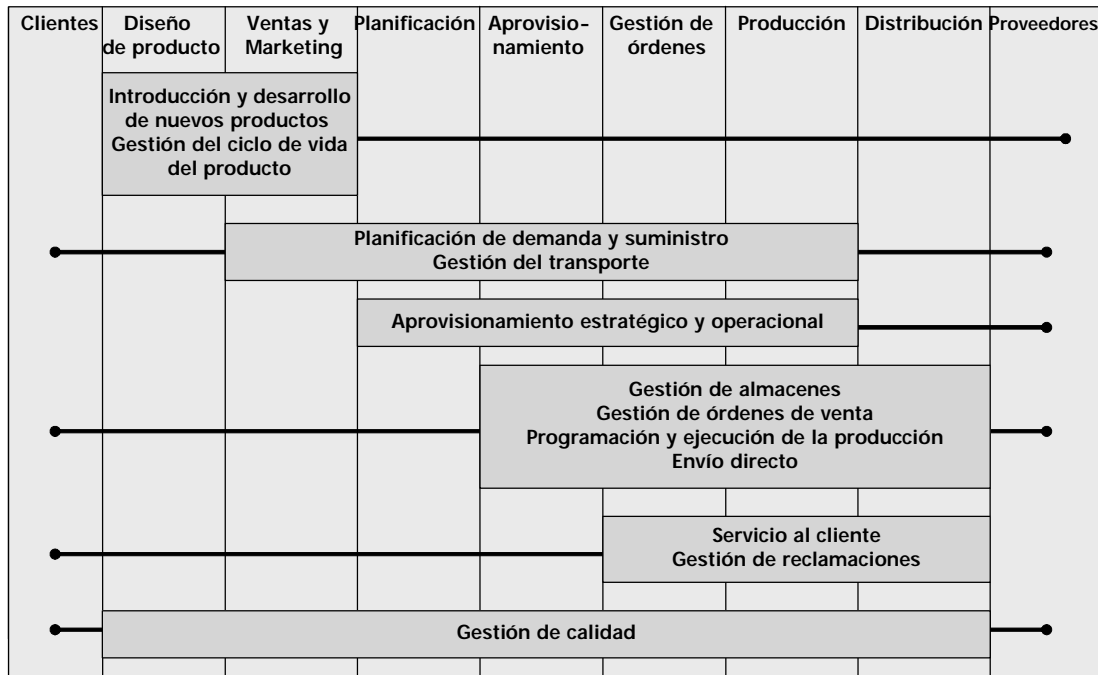 Clientes
Diseño
de producto
Ventas y
Marketing
Planificación
Aprovisio-
namiento
Gestión de
órdenes
Producción
Distribución
Proveedores
Introducción y desarrollo
de nuevos productos
Gestión del ciclo de vida
del producto
Planificación de demanda y suministro
Gestión del transporte
Aprovisionamiento estratégico y operacional
Gestión de almacenes
Gestión de órdenes de venta
Programación y ejecución de la producción
Envío directo
Servicio al cliente
Gestión de reclamaciones
Gestión de calidad